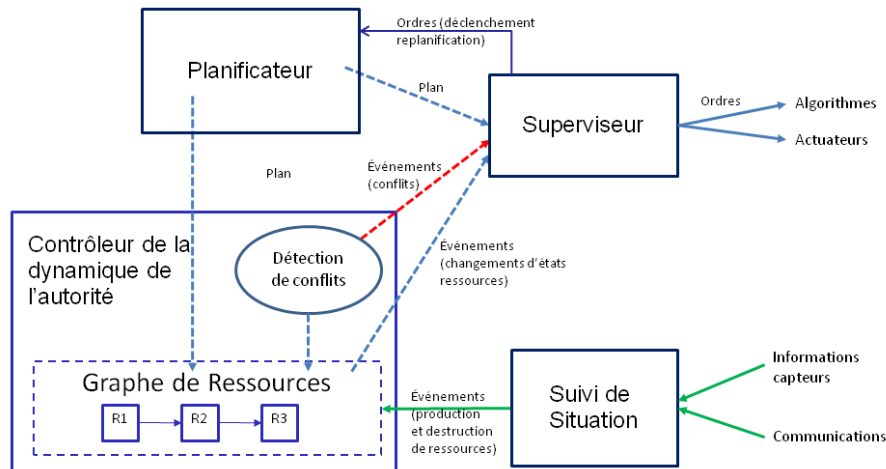 Ordres (déclenchement
replanification)
Planificateur
Plan
Superviseur
Ordres
Algorithmes
Actuateurs
Plan
Événements
(conflits)
Contrôleur de la
dynamique de
l'autorité
Détection
de conflits
Événements
(changements d'états
ressources)
Graphe de Ressources
R1
R2
R3
Événements
(production
et destruction
de ressources)
Suivi de
Situation
Informations
capteurs
Communications